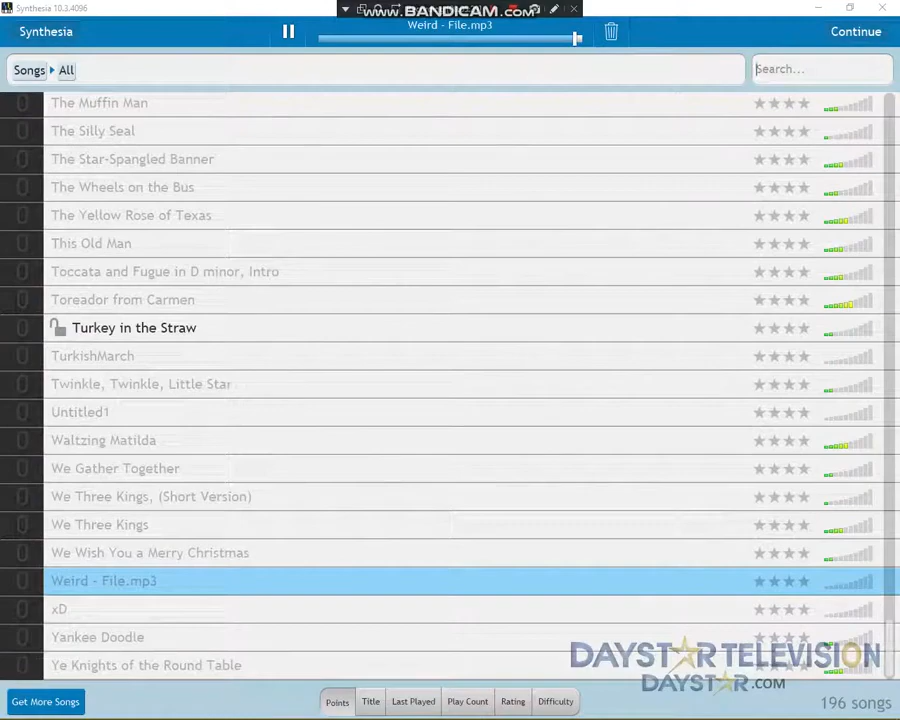 Synthesia 10.3.4096
www.BANDICAM.com
Synthesia
Weird - File.mp3
Continue
Songs All
Search...
The Muffin Man
The Silly Seal
The Star-Spangled Banner
The Wheels on the Bus
The Yellow Rose of Texas
This Old Man
Toccata and Fugue in D minor, Intro
Toreador from Carmen
Turkey in the Straw
TurkishMarch
Twinkle, Twinkle, Little Star
Untitled1
Waltzing Matilda
We Gather Together
We Three Kings, (Short Version)
We Three Kings
We Wish You a Merry Christmas
Weird - File.mp3
xD
Yankee Doodle
Ye Knights of the Round Table
DAYSTAR TELEVISION
DAYSTAR.COM
Get More Songs
Points Title Last Played Play Count Rating Difficulty
196 songs